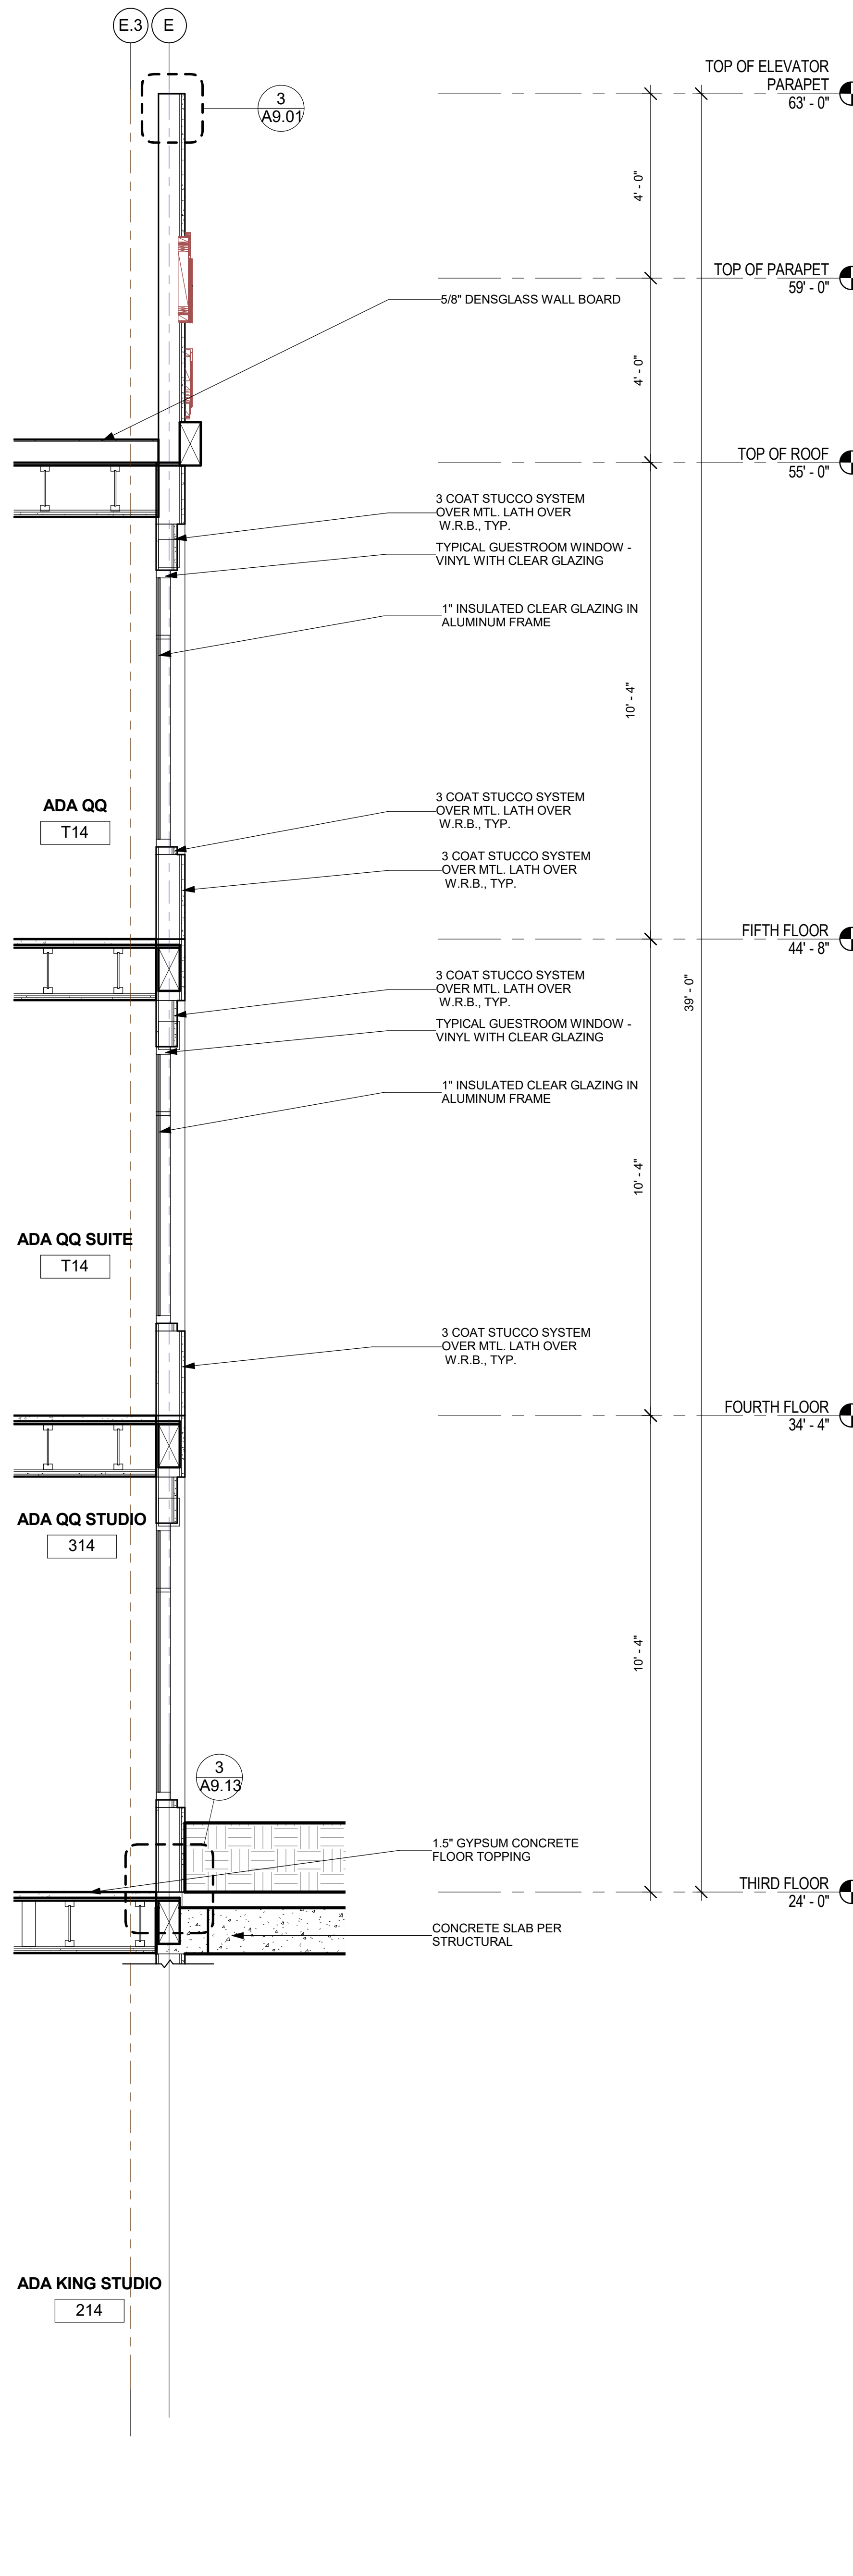 E.3 E
TOP OF ELEVATOR
PARAPET
63' - 0"
3
A9.01
4' - 0"
TOP OF PARAPET
59' - 0"
5/8" DENSGLASS WALL BOARD
4' - 0"
TOP OF ROOF
55' - 0"
3 COAT STUCCO SYSTEM
OVER MTL. LATH OVER
W.R.B., TYP.
TYPICAL GUESTROOM WINDOW -
VINYL WITH CLEAR GLAZING
1" INSULATED CLEAR GLAZING IN
ALUMINUM FRAME
10' - 4"
3 COAT STUCCO SYSTEM
OVER MTL. LATH OVER
W.R.B., TYP.
ADA QQ
T14
3 COAT STUCCO SYSTEM
OVER MTL. LATH OVER
W.R.B., TYP.
FIFTH FLOOR
44' - 8"
3 COAT STUCCO SYSTEM
OVER MTL. LATH OVER
W.R.B., TYP.
39' - 0"
TYPICAL GUESTROOM WINDOW -
VINYL WITH CLEAR GLAZING
1" INSULATED CLEAR GLAZING IN
ALUMINUM FRAME
10' - 4"
ADA QQ SUITE
T14
3 COAT STUCCO SYSTEM
OVER MTL. LATH OVER
W.R.B., TYP.
FOURTH FLOOR
34' - 4"
ADA QQ STUDIO
314
10' - 4"
3
A9.13
1.5" GYPSUM CONCRETE
FLOOR TOPPING
THIRD FLOOR
24' - 0"
CONCRETE SLAB PER
STRUCTURAL
ADA KING STUDIO
214